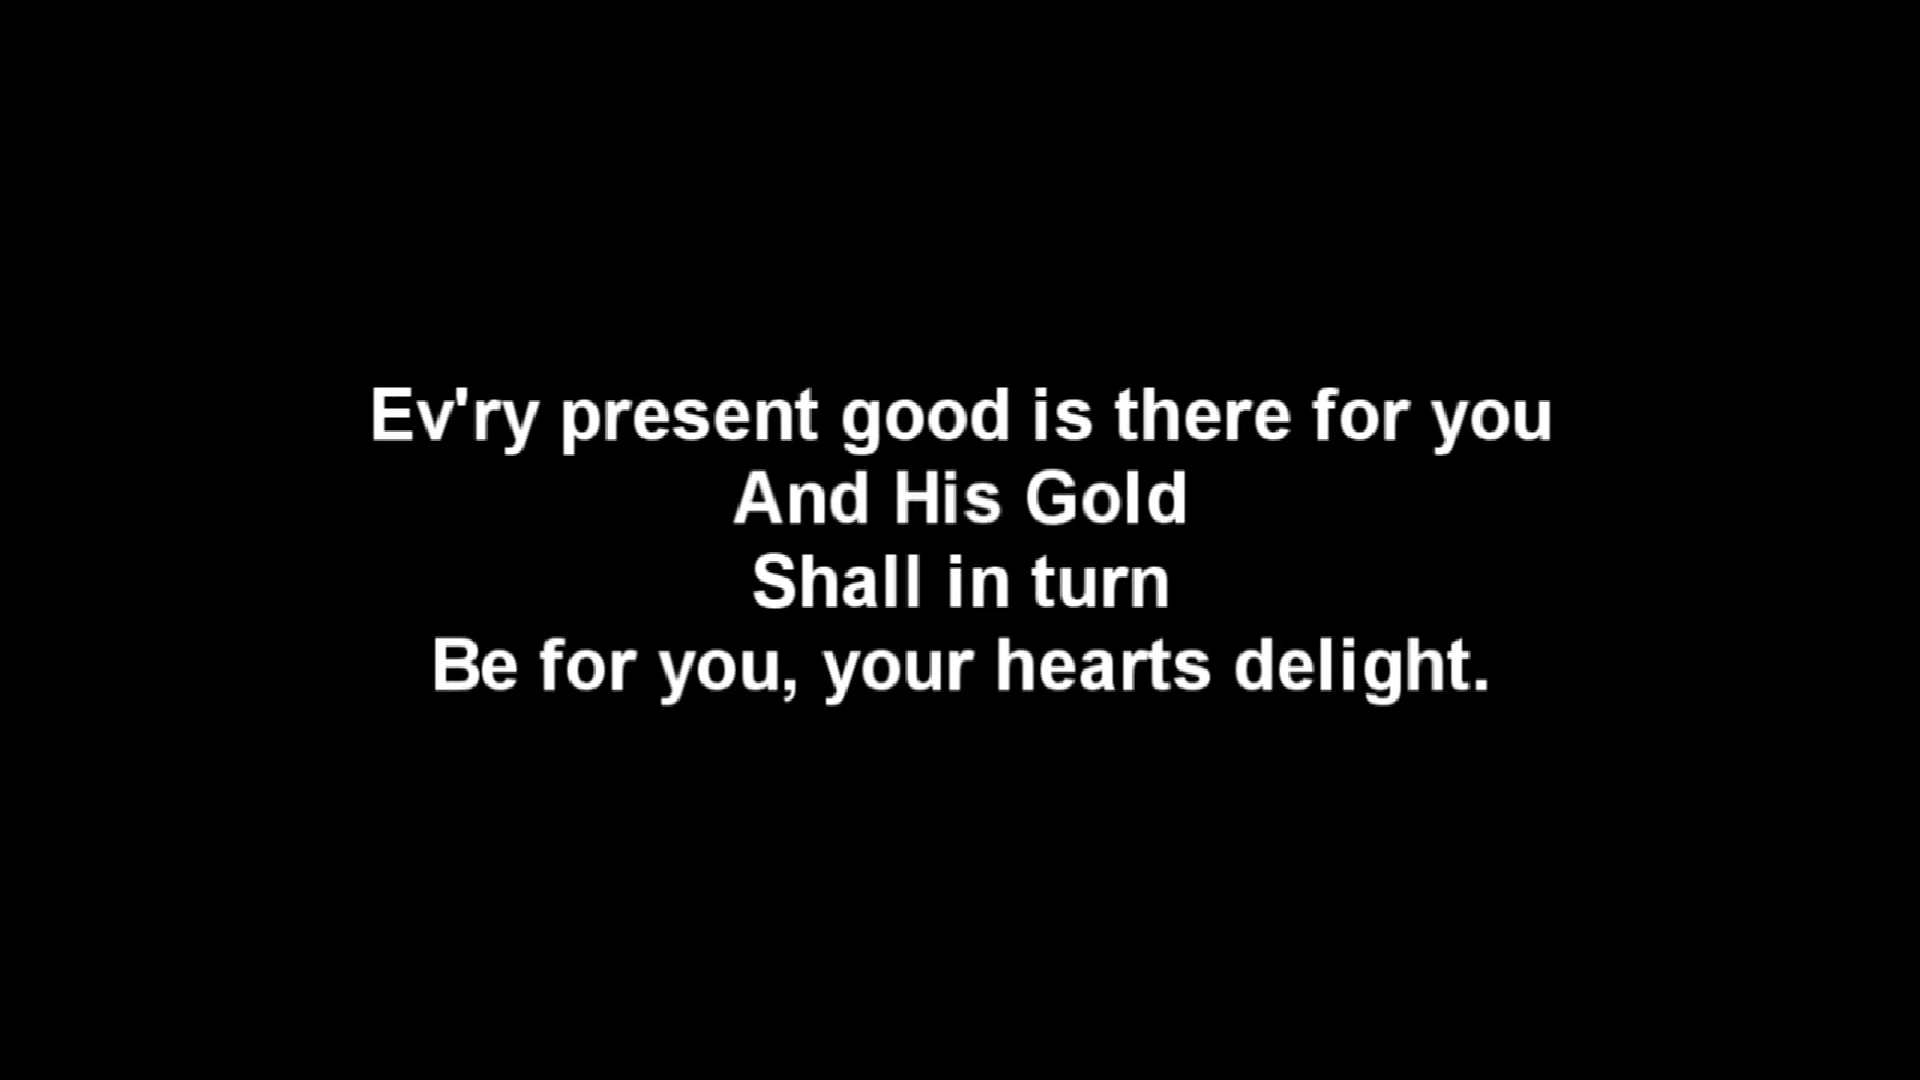 Ev'ry present good is there for you
And His Gold
Shall in turn
Be for you, your hearts delight.